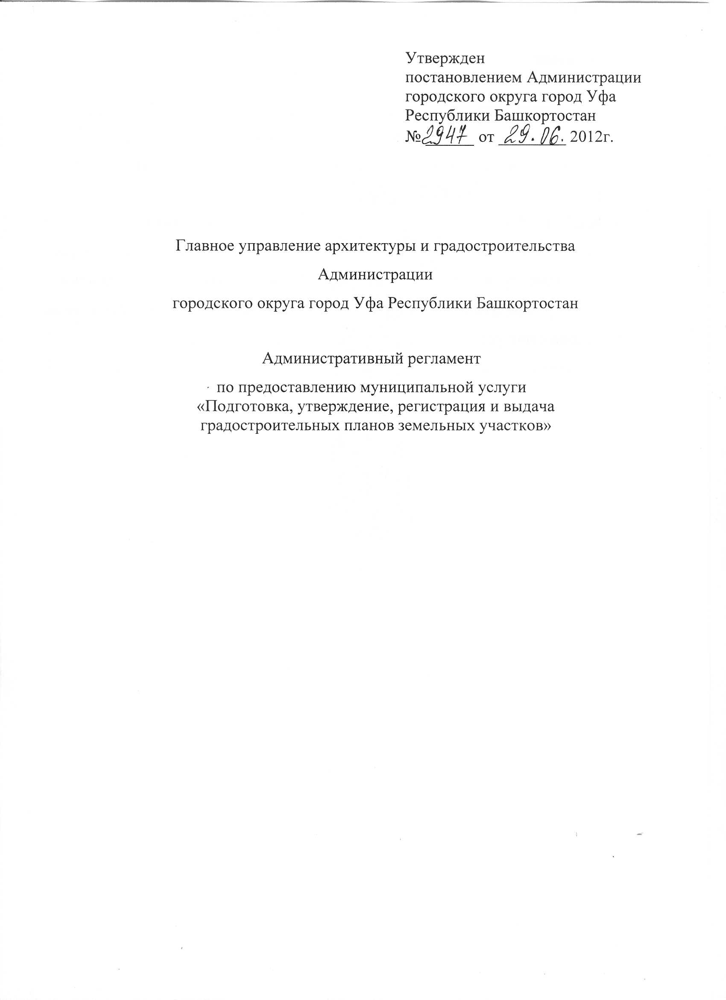 Утвержден
постановлением Администрации
городского округа город Уфа
Республики Башкортостан
№ 2947 от 29.06. 2012г.
Главное управление архитектуры и градостроительства
Администрации
городского округа город Уфа Республики Башкортостан
Административный регламент
по предоставлению муниципальной услуги
«Подготовка, утверждение, регистрация и выдача
градостроительных планов земельных участков»